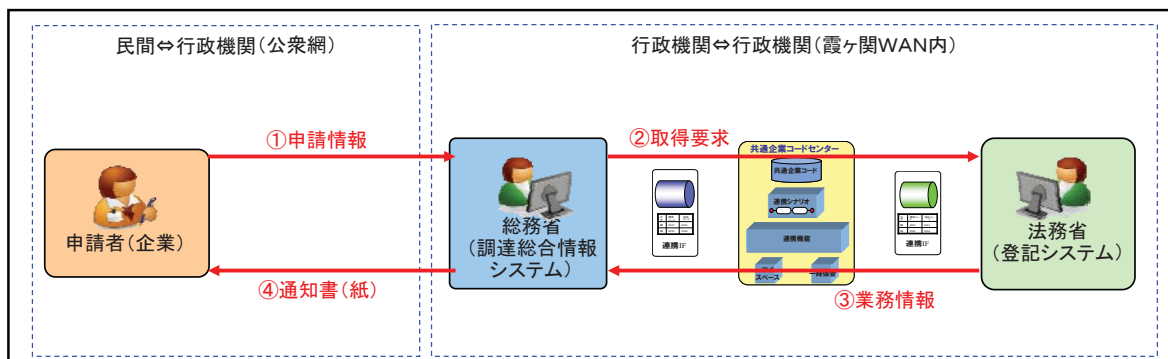 民間⇔行政機関(公衆網)
行政機関⇔行政機関(霞ヶ関WAN内)
①申請情報
②取得要求
共通企業コードセンター
共通企業コード
連携シナリオ
連携機能
スペース
連携IF
連携IF
申請者(企業)
総務省
(調達総合情報
システム)
法務省
(登記システム)
④通知書(紙)
③業務情報